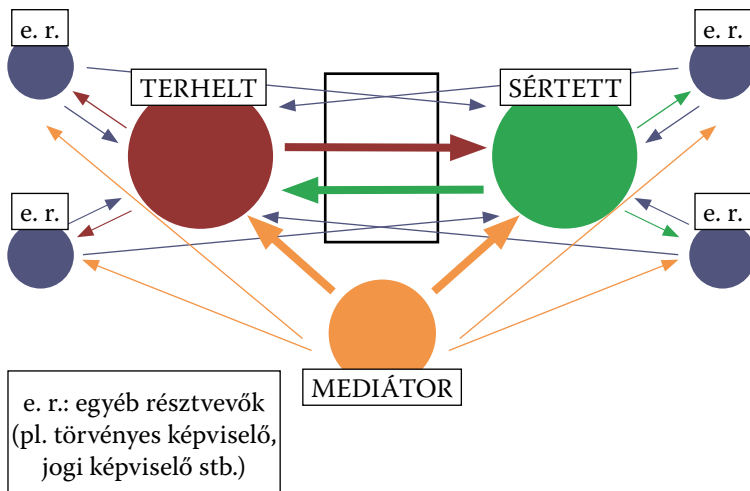 e. r.
e. r.
TERHELT
SÉRTETT
e. r.
e. r.
MEDIÁTOR
e. r.: egyéb résztvevők
(pl. törvényes képviselő,
jogi képviselő stb.)